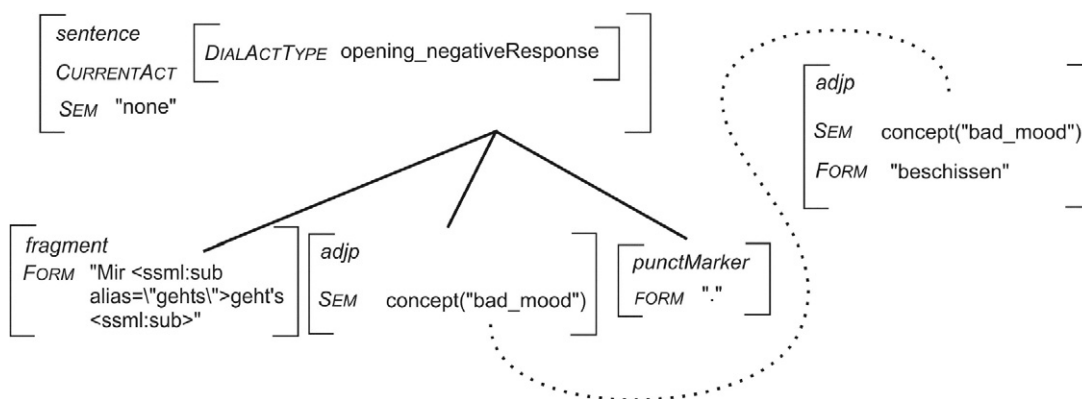 sentence
CURRENTACT
DIALACTTYPE opening_negativeResponse
SEM "none"
adjp
SEM concept("bad_mood")
FORM "beschissen"
fragment
FORM "Mir <ssml:sub
alias=\"gehts\">geht's
<ssml:sub>"
adjp
SEM concept("bad_mood")
punctMarker
FORM "."